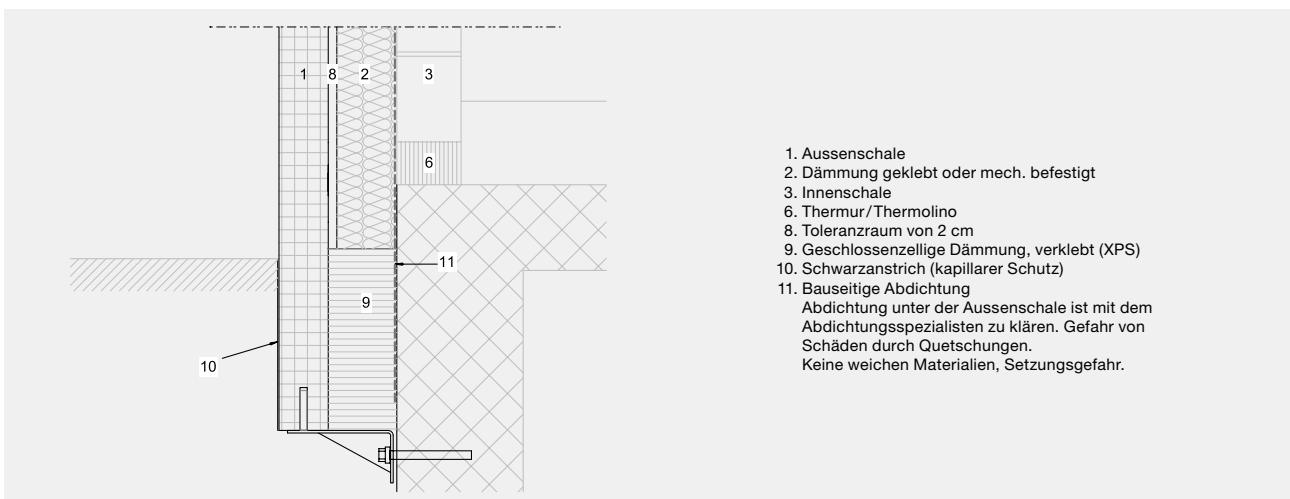 1
8
2
3
6
11
9
10
1. Aussenschale
2. Dämmung geklebt oder mech. befestigt
3. Innenschale
6. Thermur/Thermolino
8. Toleranzraum von 2 cm
9. Geschlossenzellige Dämmung, verklebt (XPS)
10. Schwarzanstrich (kapillarer Schutz)
11. Bauseitige Abdichtung
Abdichtung unter der Aussenschale ist mit dem
Abdichtungsspezialisten zu klären. Gefahr von
Schäden durch Quetschungen.
Keine weichen Materialien, Setzungsgefahr.